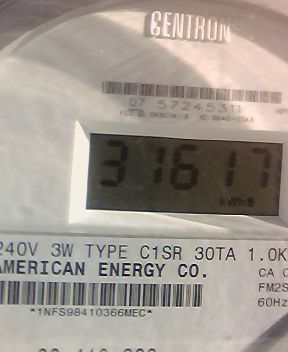 CENTRON®
07 57245311
31617
kWh
240V 3W TYPE C1SR 30TA 1.0K
AMERICAN ENERGY CO.
CA
FM2S
60Hz
*1NFS98410366MEC*